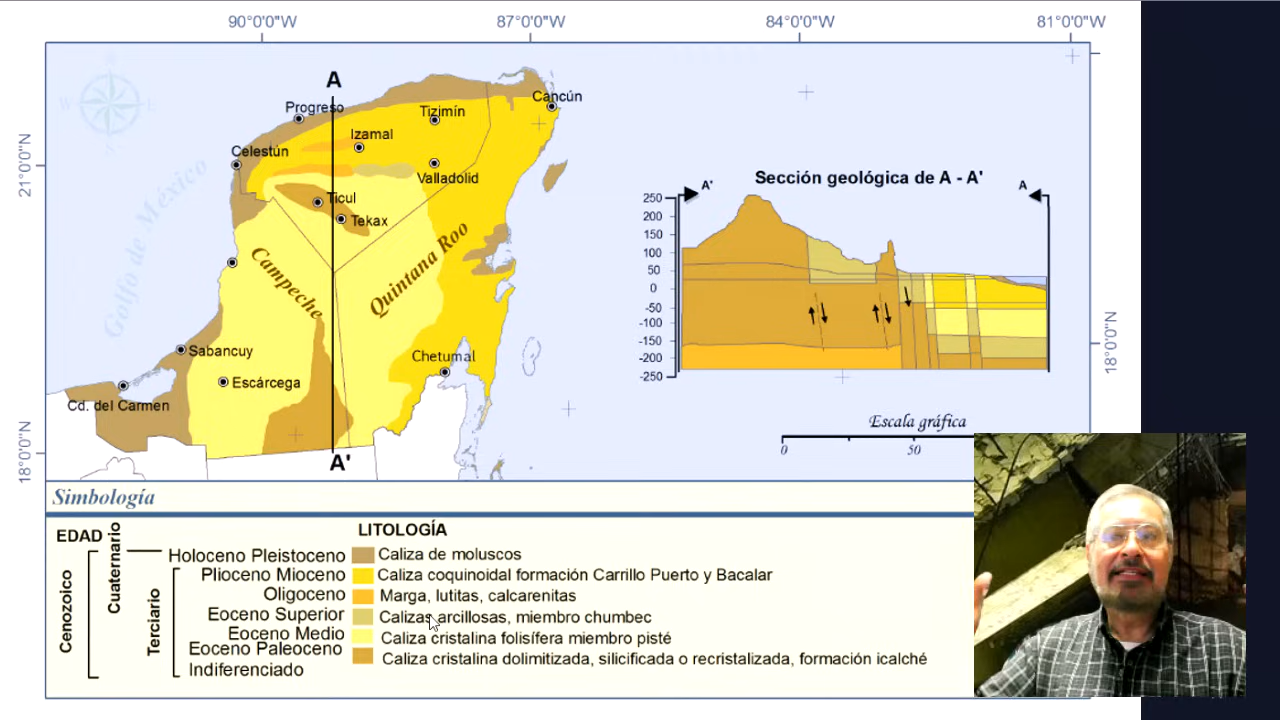 90°0'0"W
87°0'0"W
84°0'0"W
81°0'0"W
21°0'0"N
18°0'0"N
18°0'0"N
N
W
E
S
Golfo de México
A
Progreso
Cancún
Tizimín
Izamal
Celestún
Valladolid
Ticul
Tekax
Campeche
Quintana Roo
Sabancuy
Chetumal
Escárcega
Cd. del Carmen
A'
Sección geológica de A - A'
A'
A
250
200
150
100
50
0
-50
-100
-150
-200
-250
Escala gráfica
0
50
Simbología
EDAD
LITOLOGÍA
Cenozoico
Cuaternario
Terciario
Holoceno Pleistoceno Caliza de moluscos
Plioceno Mioceno Caliza coquinoidal formación Carrillo Puerto y Bacalar
Oligoceno Marga, lutitas, calcarenitas
Eoceno Superior Calizas arcillosas, miembro chumbec
Eoceno Medio Caliza cristalina folisífera miembro pisté
Eoceno Paleoceno Indiferenciado Caliza cristalina dolimitizada, silicificada o recristalizada, formación icalché